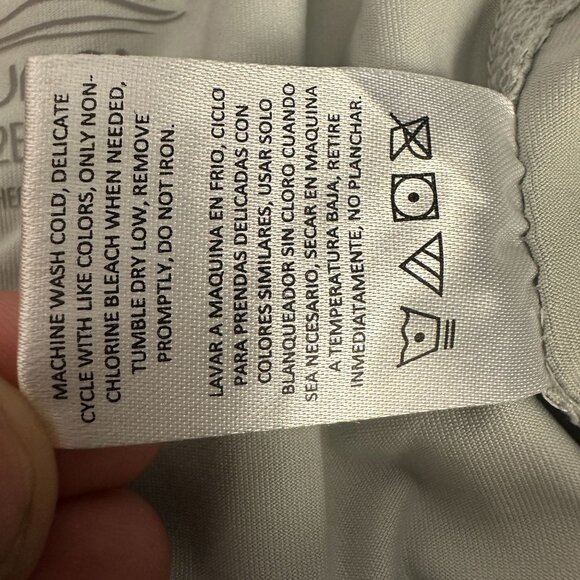 MACHINE WASH COLD, DELICATE
CYCLE WITH LIKE COLORS, ONLY NON-
CHLORINE BLEACH WHEN NEEDED,
TUMBLE DRY LOW, REMOVE
PROMPTLY, DO NOT IRON.
LAVAR A MAQUINA EN FRIO, CICLO
PARA PRENDAS DELICADAS CON
COLORES SIMILARES, USAR SOLO
BLANQUEADOR SIN CLORO CUANDO
SEA NECESARIO, SECAR EN MAQUINA
A TEMPERATURA BAJA, RETIRE
INMEDIATAMENTE, NO PLANCHAR.